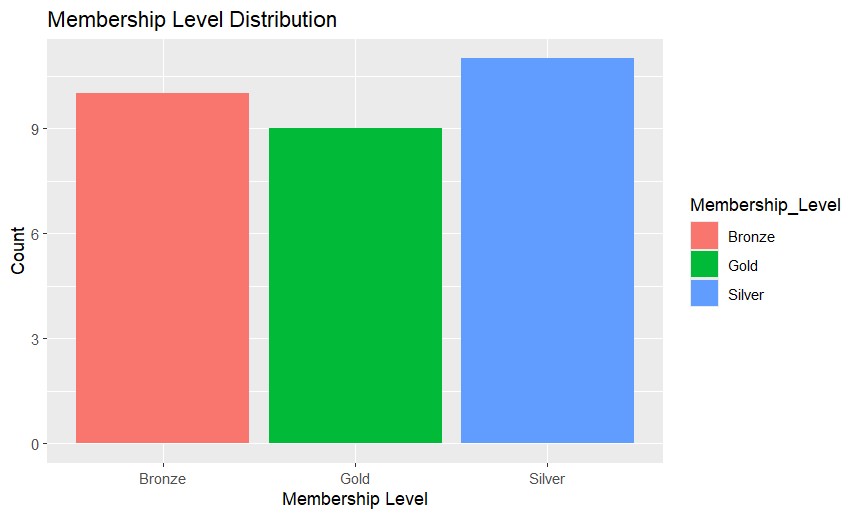 Membership Level Distribution
Count
9
6
3
0
Bronze Gold Silver
Membership Level
Membership_Level
Bronze
Gold
Silver